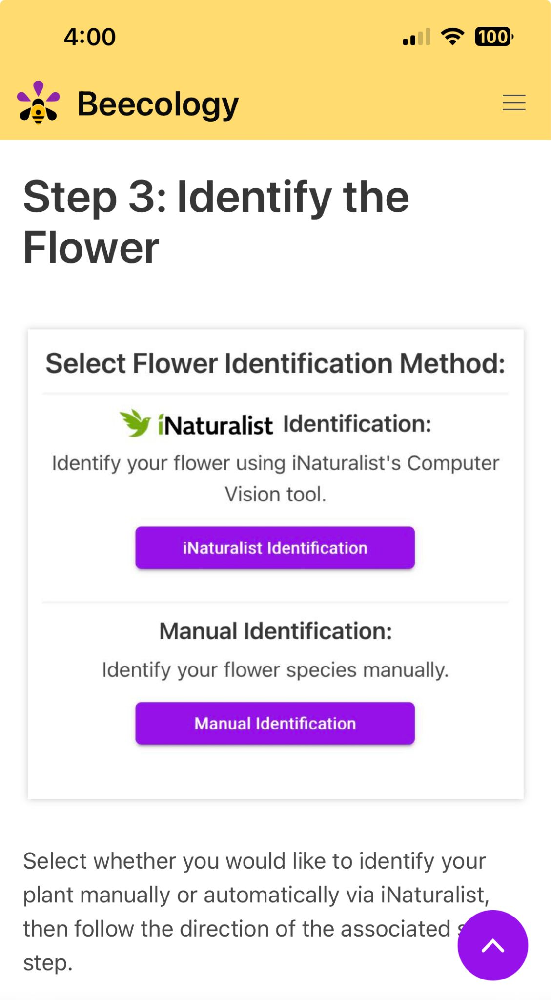 4:00
100
Beecology
Step 3: Identify the
Flower
Select Flower Identification Method:
iNaturalist Identification:
Identify your flower using iNaturalist's Computer
Vision tool.
iNaturalist Identification
Manual Identification:
Identify your flower species manually.
Manual Identification
Select whether you would like to identify your
plant manually or automatically via iNaturalist,
then follow the direction of the associated
step.